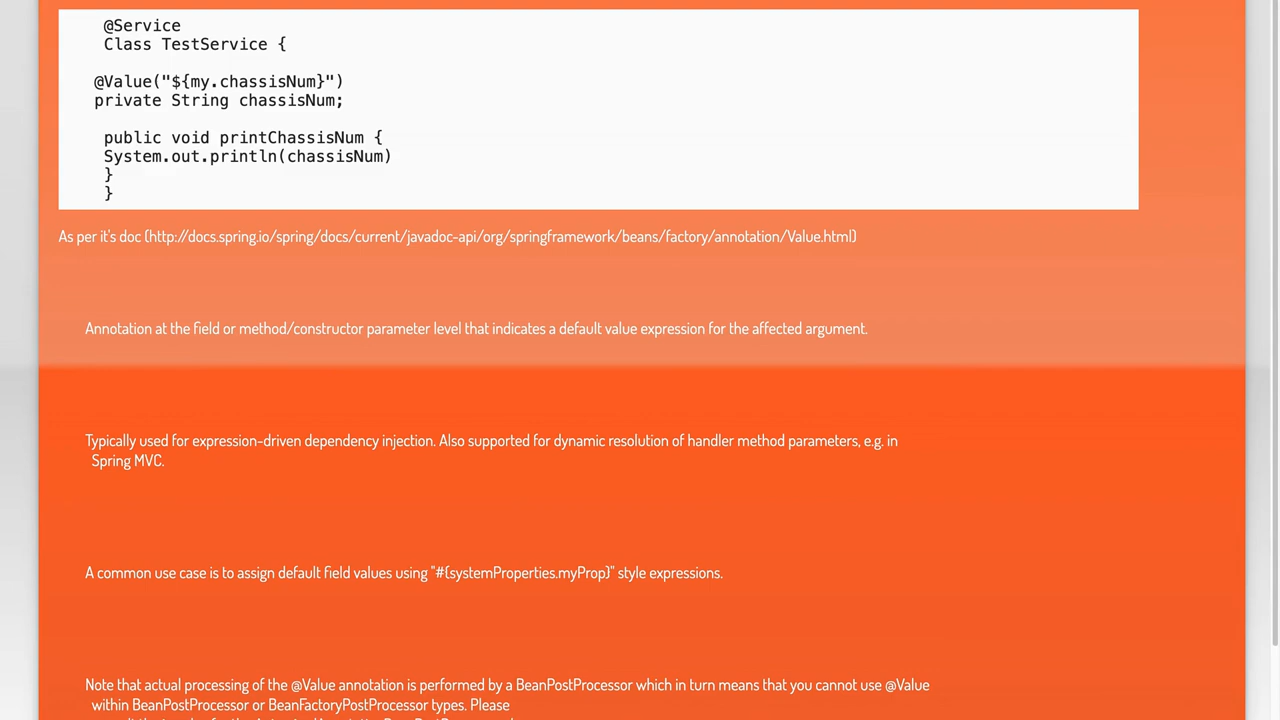 @Service
Class TestService {
@Value("${my.chassisNum}")
private String chassisNum;
public void printChassisNum {
System.out.println(chassisNum)
}
}
As per it's doc (http://docs.spring.io/spring/docs/current/javadoc-api/org/springframework/beans/factory/annotation/Value.html)
Annotation at the field or method/constructor parameter level that indicates a default value expression for the affected argument.
Typically used for expression-driven dependency injection. Also supported for dynamic resolution of handler method parameters, e.g. in
Spring MVC.
A common use case is to assign default field values using "#{systemProperties.myProp}" style expressions.
Note that actual processing of the @Value annotation is performed by a BeanPostProcessor which in turn means that you cannot use @Value
within BeanPostProcessor or BeanFactoryPostProcessor types. Please